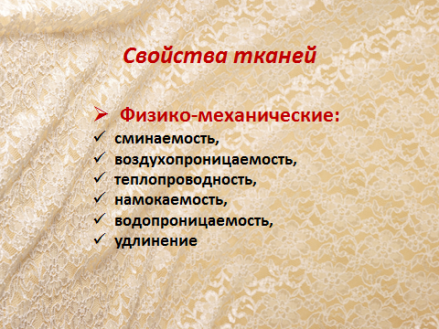 Свойства тканей
Физико-механические:
сминаемость,
воздухопроницаемость,
теплопроводность,
намокаемость,
водопроницаемость,
удлинение